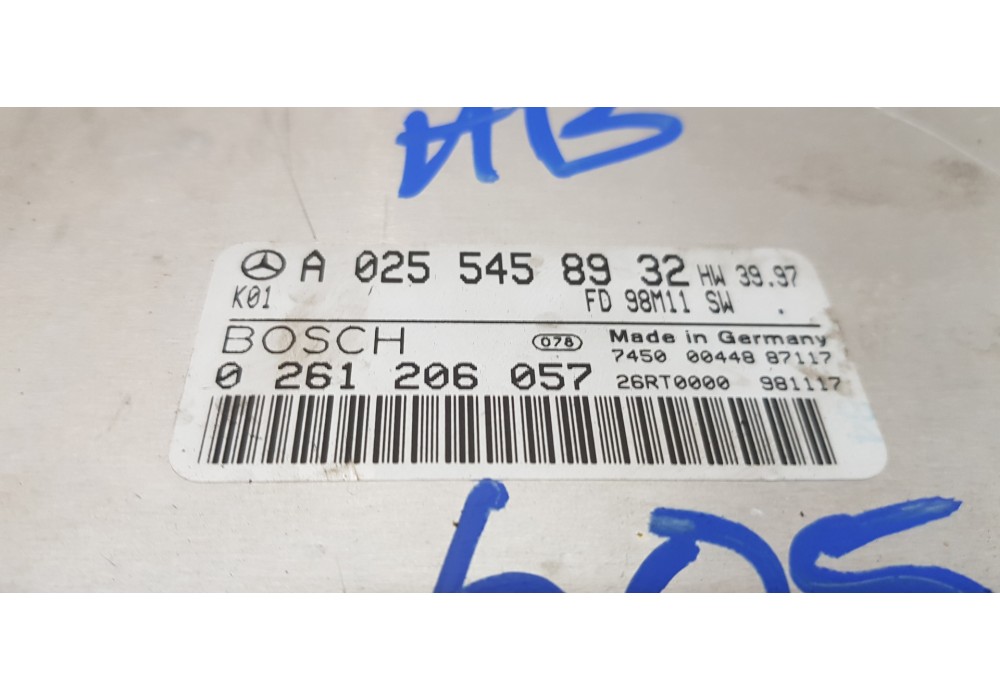 AB
A 025 545 89 32 HW 39.97
K01 FD 98M11 SW .
BOSCH 078 Made in Germany
7450 00448 87117
0 261 206 057 26RT0000 981117